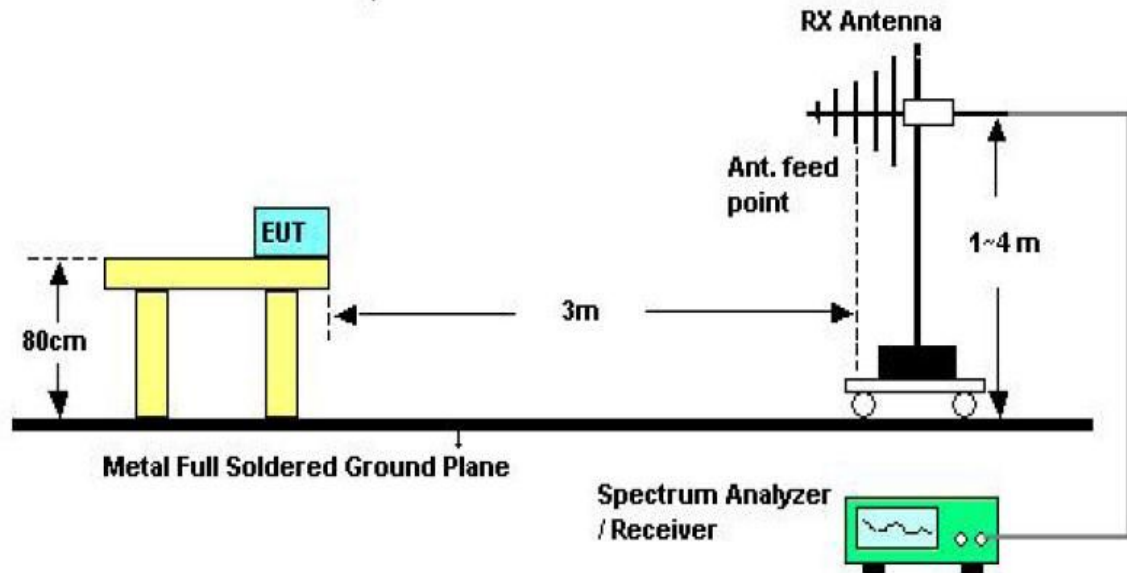 RX Antenna
Ant. feed
point
EUT
1~4 m
3m
80cm
Metal Full Soldered Ground Plane
Spectrum Analyzer
/ Receiver